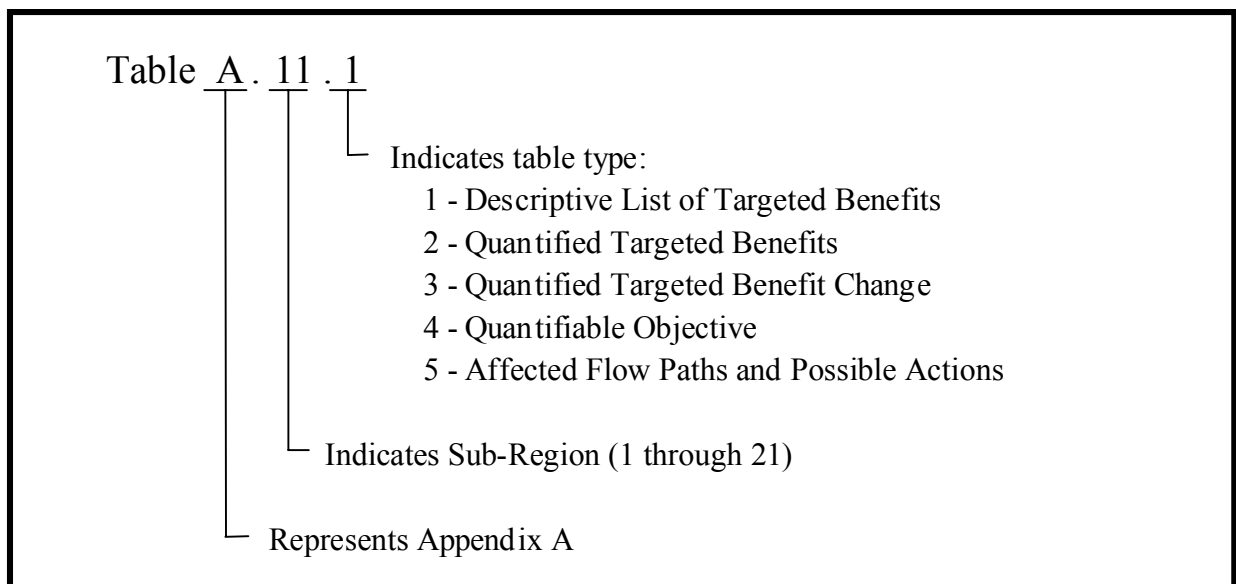 Table A . 11 . 1
Indicates table type:
1 - Descriptive List of Targeted Benefits
2 - Quantified Targeted Benefits
3 - Quantified Targeted Benefit Change
4 - Quantifiable Objective
5 - Affected Flow Paths and Possible Actions
Indicates Sub-Region (1 through 21)
Represents Appendix A